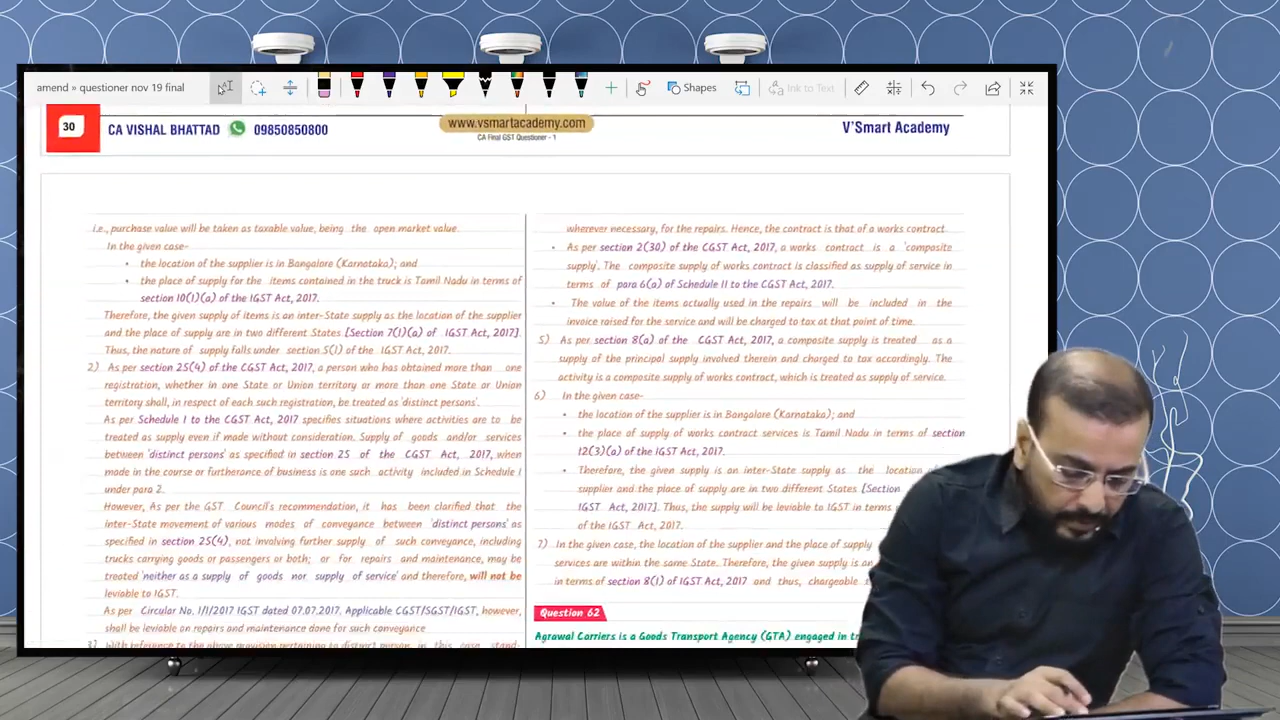 amend » questioner nov 19 final
Shapes
Ink to Text
30
CA VISHAL BHATTAD
09850850800
www.vsmartacademy.com
CA Final GST Questioner - 1
V'Smart Academy
i.e., purchase value will be taken as taxable value, being the open market value.
In the given case-
• the location of the supplier is in Bangalore (Karnataka); and
• the place of supply for the items contained in the truck is Tamil Nadu in terms of
section 10(1)(a) of the IGST Act, 2017.
Therefore, the given supply of items is an inter-State supply as the location of the supplier
and the place of supply are in two different States [Section 7(1)(a) of IGST Act, 2017].
Thus, the nature of supply falls under section 5(1) of the IGST Act, 2017.
2) As per section 25(4) of the CGST Act, 2017, a person who has obtained more than one
registration, whether in one State or Union territory or more than one State or Union
territory shall, in respect of each such registration, be treated as 'distinct persons'.
As per Schedule I to the CGST Act, 2017 specifies situations where activities are to be
treated as supply even if made without consideration. Supply of goods and/or services
between 'distinct persons' as specified in section 25 of the CGST Act, 2017, when
made in the course or furtherance of business is one such activity included in Schedule I
under para 2.
However, As per the GST Council's recommendation, it has been clarified that the
inter-State movement of various modes of conveyance between 'distinct persons' as
specified in section 25(4), not involving further supply of such conveyance, including
trucks carrying goods or passengers or both; or for repairs and maintenance, may be
treated 'neither as a supply of goods nor supply of service' and therefore, will not be
leviable to IGST.
As per Circular No. 1/1/2017 IGST dated 07.07.2017. Applicable CGST/SGST/IGST, however,
shall be leviable on repairs and maintenance done for such conveyance
3) With reference to the above provision pertaining to distinct person, in this case, stand-
wherever necessary, for the repairs. Hence, the contract is that of a works contract
• As per section 2(30) of the CGST Act, 2017, a works contract is a 'composite
supply'. The composite supply of works contract is classified as supply of service in
terms of para 6(a) of Schedule II to the CGST Act, 2017.
• The value of the items actually used in the repairs will be included in the
invoice raised for the service and will be charged to tax at that point of time.
5) As per section 8(a) of the CGST Act, 2017, a composite supply is treated as a
supply of the principal supply involved therein and charged to tax accordingly. The
activity is a composite supply of works contract, which is treated as supply of service.
6) In the given case-
• the location of the supplier is in Bangalore (Karnataka); and
• the place of supply of works contract services is Tamil Nadu in terms of section
12(3)(a) of the IGST Act, 2017.
• Therefore, the given supply is an inter-State supply as the location
supplier and the place of supply are in two different States [Section
IGST Act, 2017]. Thus, the supply will be leviable to IGST in terms
of the IGST Act, 2017.
7) In the given case, the location of the supplier and the place of supply
services are within the same State. Therefore, the given supply is an
in terms of section 8(1) of IGST Act, 2017 and thus, chargeable
Question 62
Agrawal Carriers is a Goods Transport Agency (GTA) engaged in